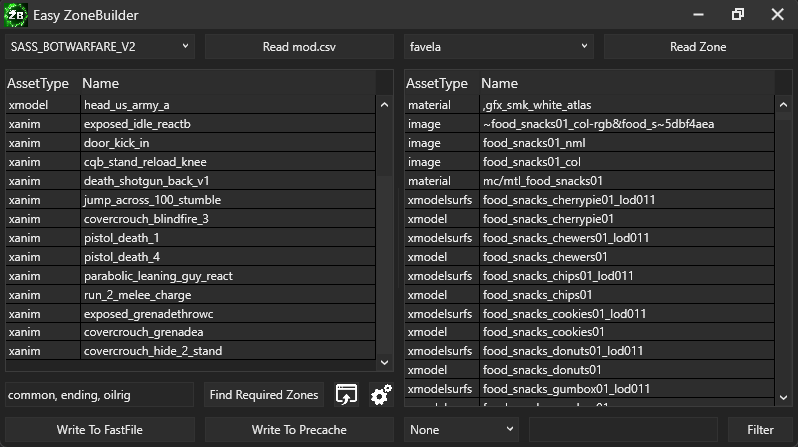 ZB Easy ZoneBuilder
SASS_BOTWARFARE_V2 Read mod.csv favela Read Zone
AssetType Name
xmodel head_us_army_a
xanim exposed_idle_reactb
xanim door_kick_in
xanim cqb_stand_reload_knee
xanim death_shotgun_back_v1
xanim jump_across_100_stumble
xanim covercrouch_blindfire_3
xanim pistol_death_1
xanim pistol_death_4
xanim parabolic_leaning_guy_react
xanim run_2_melee_charge
xanim exposed_grenadethrowc
xanim covercrouch_grenadea
xanim covercrouch_hide_2_stand
AssetType Name
material ,gfx_smk_white_atlas
image ~food_snacks01_col-rgb&food_s~5dbf4aea
image food_snacks01_nml
image food_snacks01_col
material mc/mtl_food_snacks01
xmodelsurfs food_snacks_cherrypie01_lod011
xmodel food_snacks_cherrypie01
xmodelsurfs food_snacks_chewers01_lod011
xmodel food_snacks_chewers01
xmodelsurfs food_snacks_chips01_lod011
xmodel food_snacks_chips01
xmodelsurfs food_snacks_cookies01_lod011
xmodel food_snacks_cookies01
xmodelsurfs food_snacks_donuts01_lod011
xmodel food_snacks_donuts01
xmodelsurfs food_snacks_gumbox01_lod011
common, ending, oilrig Find Required Zones
Write To FastFile Write To Precache None Filter